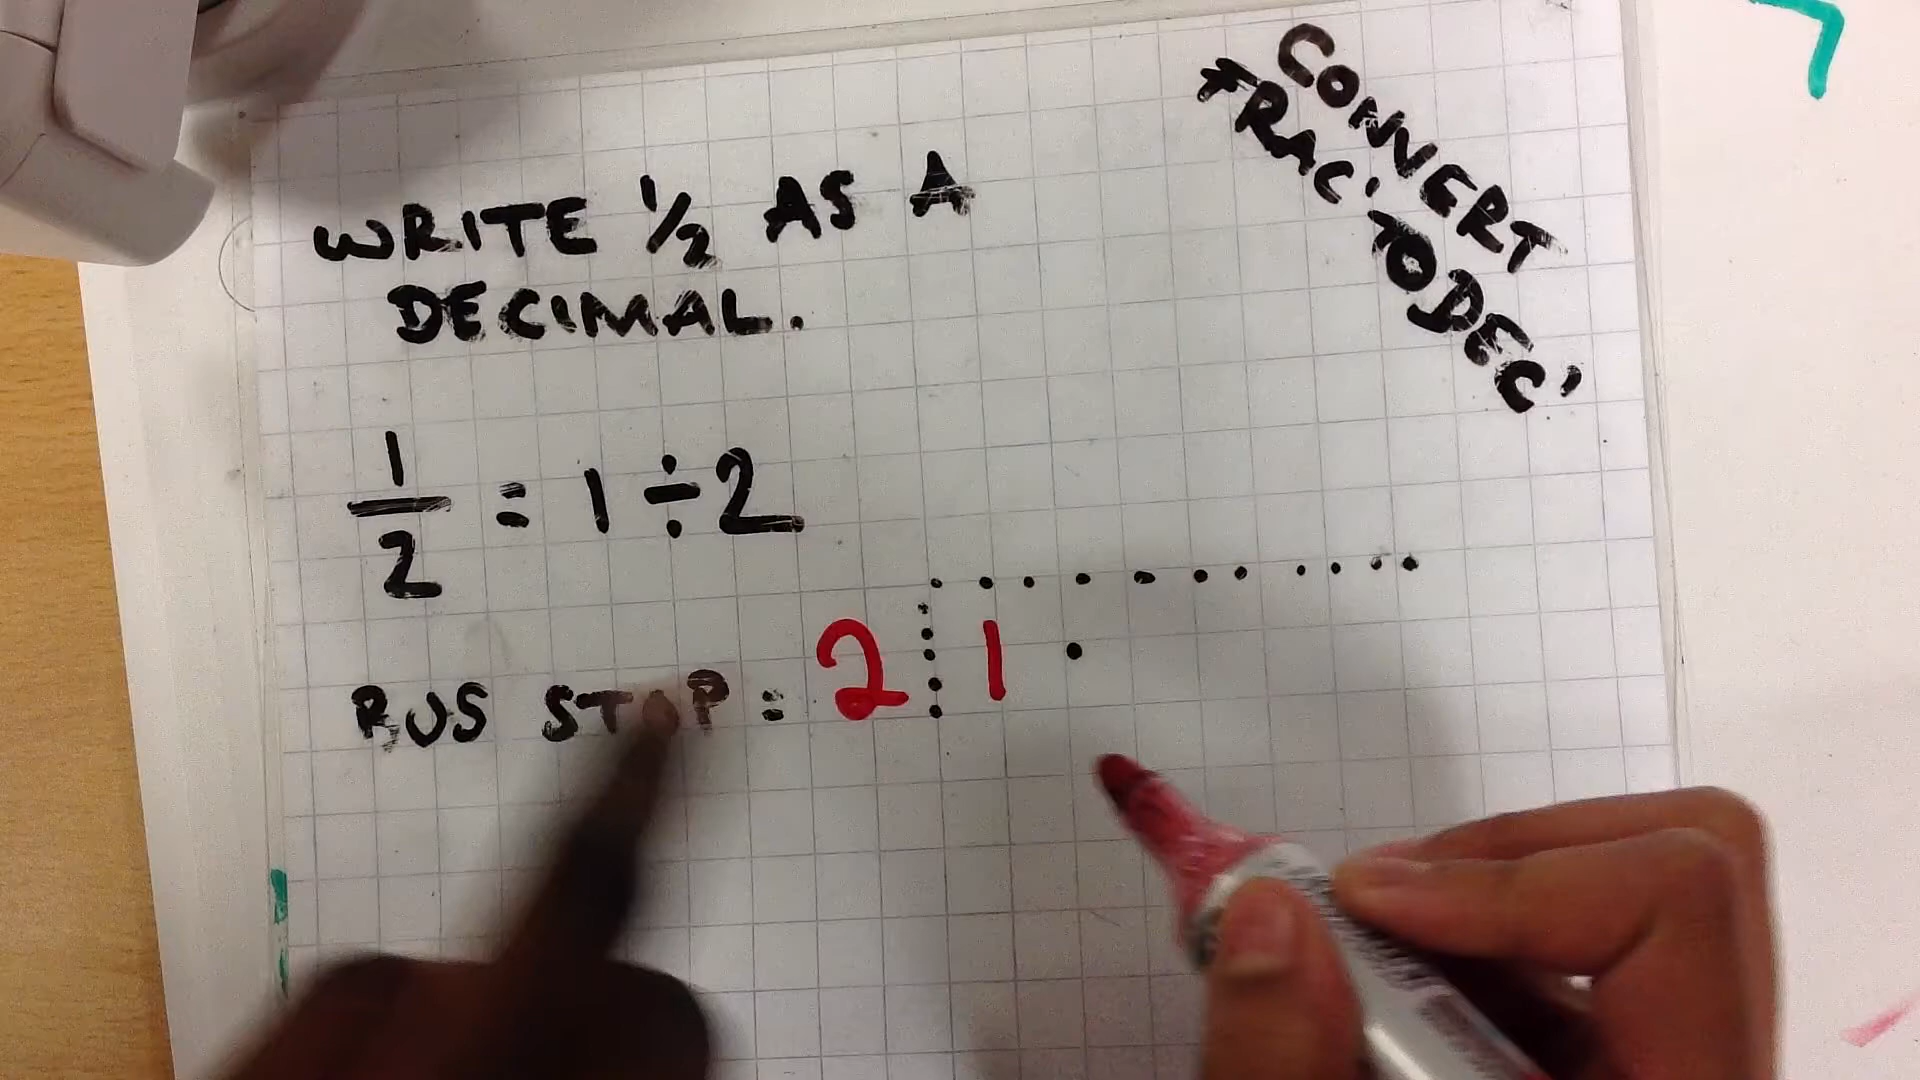 CONVERT
FRAC' TO DEC'
WRITE 1/2 AS A
DECIMAL.
1/2 = 1 ÷ 2
BUS STOP = 2 1 .